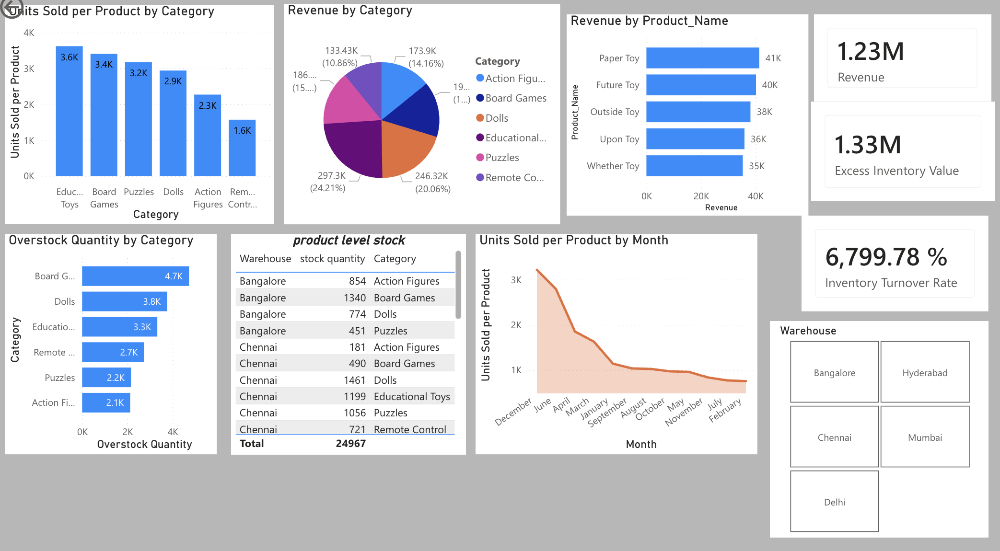 Units Sold per Product by Category
Units Sold per Product
4K
3K
2K
1K
0K
3.6K
3.4K
3.2K
2.9K
2.3K
1.6K
Educ... Toys
Board Games
Puzzles
Dolls
Action Figures
Rem... Contr...
Category
Revenue by Category
133.43K
(10.86%)
173.9K
(14.16%)
186....
(15....)
19...
(1...)
297.3K
(24.21%)
246.32K
(20.06%)
Category
Action Figu...
Board Games
Dolls
Educational...
Puzzles
Remote Co...
Revenue by Product_Name
Product_Name
Paper Toy 41K
Future Toy 40K
Outside Toy 38K
Upon Toy 36K
Whether Toy 35K
0K 20K 40K
Revenue
1.23M
Revenue
1.33M
Excess Inventory Value
6,799.78 %
Inventory Turnover Rate
Overstock Quantity by Category
Category
Board G... 4.7K
Dolls 3.8K
Educatio... 3.3K
Remote ... 2.7K
Puzzles 2.2K
Action Fi... 2.1K
0K 2K 4K
Overstock Quantity
product level stock
Warehouse stock quantity Category
Bangalore 854 Action Figures
Bangalore 1340 Board Games
Bangalore 774 Dolls
Bangalore 451 Puzzles
Chennai 181 Action Figures
Chennai 490 Board Games
Chennai 1461 Dolls
Chennai 1199 Educational Toys
Chennai 1056 Puzzles
Chennai 721 Remote Control
Total 24967
Units Sold per Product by Month
Units Sold per Product
3K
2K
1K
December
June
April
March
January
September
August
October
May
November
July
February
Month
Warehouse
Bangalore
Hyderabad
Chennai
Mumbai
Delhi